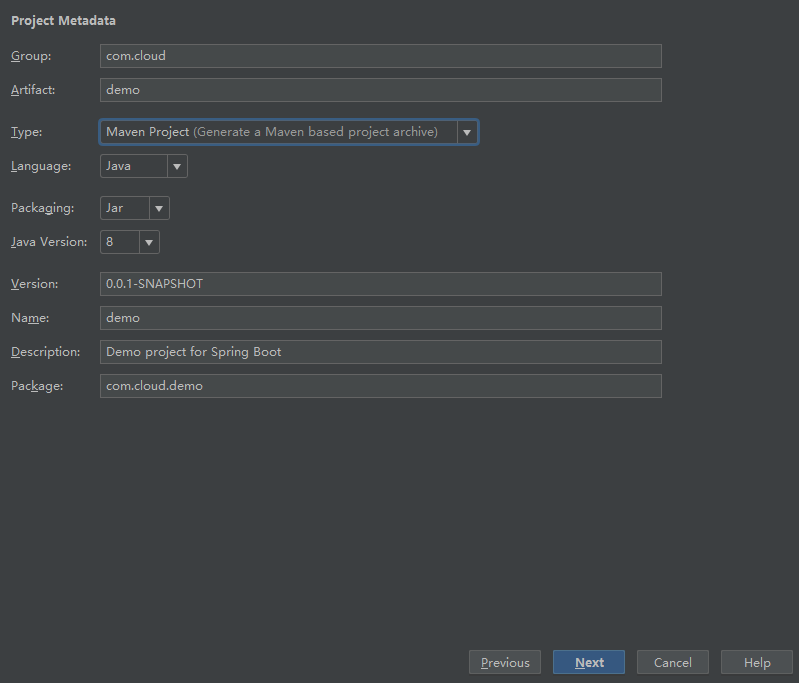 Project Metadata
Group: com.cloud
Artifact: demo
Type: Maven Project (Generate a Maven based project archive)
Language: Java
Packaging: Jar
Java Version: 8
Version: 0.0.1-SNAPSHOT
Name: demo
Description: Demo project for Spring Boot
Package: com.cloud.demo
Previous Next Cancel Help